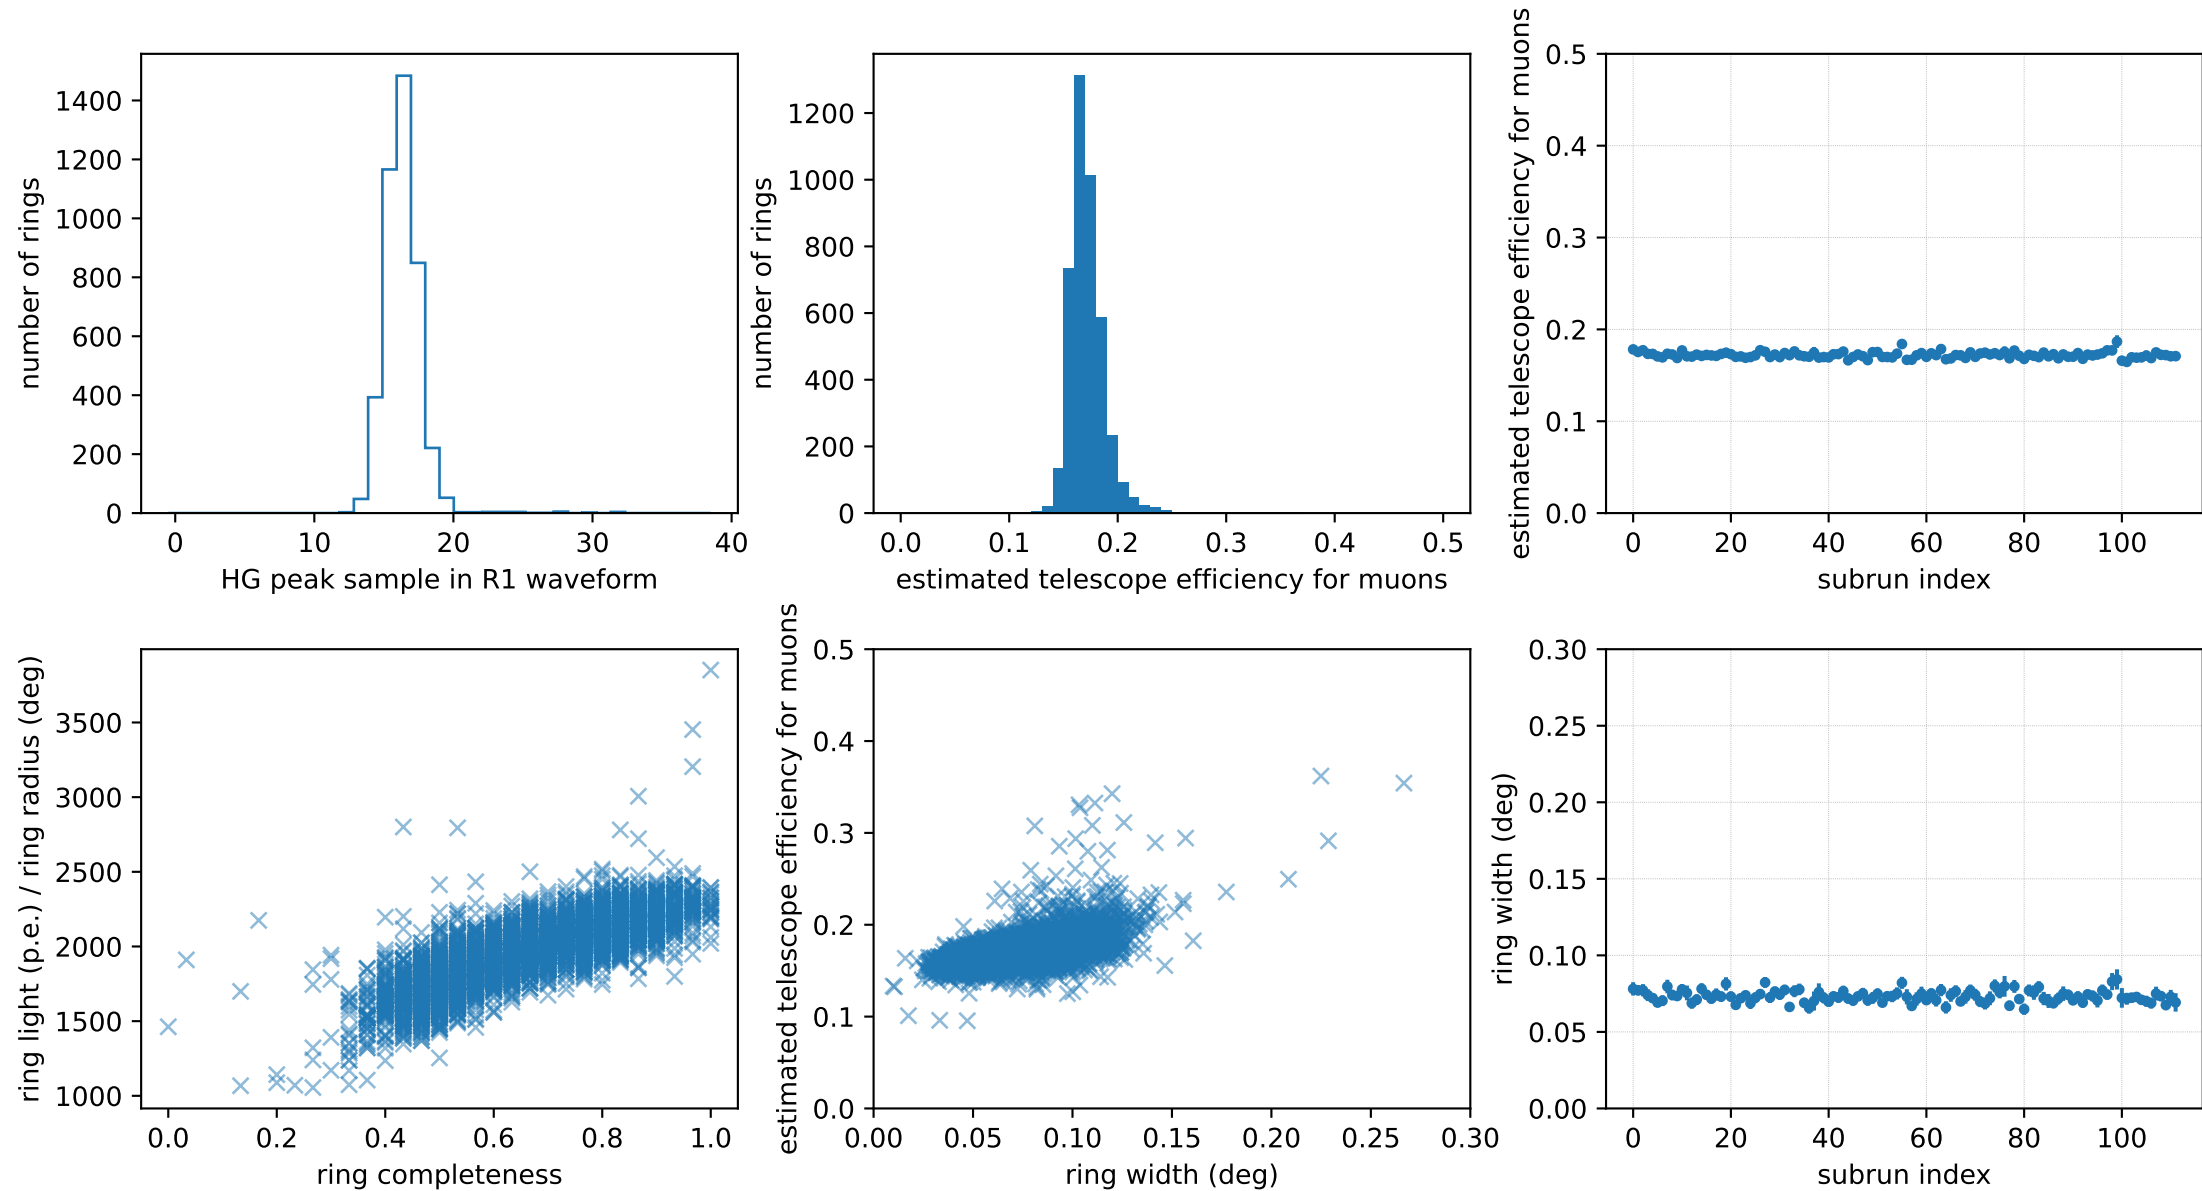 number of rings
1400
1200
1000
800
600
400
200
0
0 10 20 30 40
HG peak sample in R1 waveform
number of rings
1200
1000
800
600
400
200
0
0.0 0.1 0.2 0.3 0.4 0.5
estimated telescope efficiency for muons
estimated telescope efficiency for muons
0.5
0.4
0.3
0.2
0.1
0.0
0 20 40 60 80 100
subrun index
ring light (p.e.) / ring radius (deg)
3500
3000
2500
2000
1500
1000
0.0 0.2 0.4 0.6 0.8 1.0
ring completeness
estimated telescope efficiency for muons
0.5
0.4
0.3
0.2
0.1
0.0
0.00 0.05 0.10 0.15 0.20 0.25 0.30
ring width (deg)
ring width (deg)
0.30
0.25
0.20
0.15
0.10
0.05
0.00
0 20 40 60 80 100
subrun index